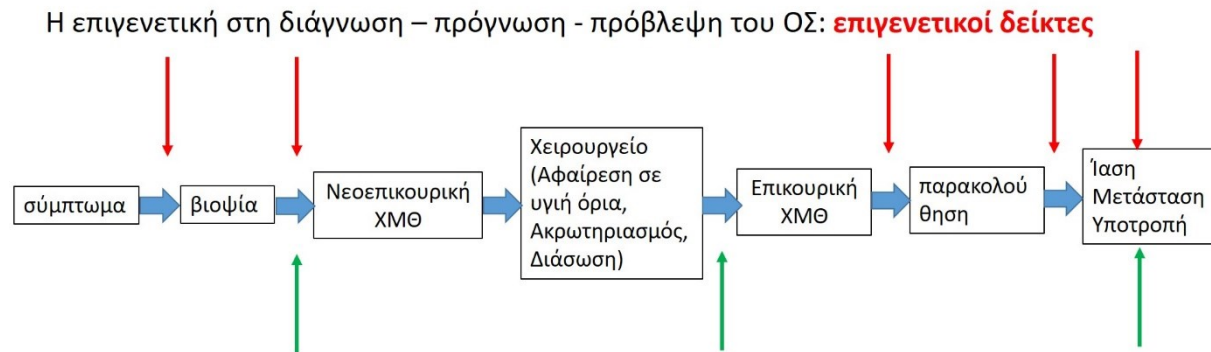 Η επιγενετική στη διάγνωση – πρόγνωση - πρόβλεψη του ΟΣ: επιγενετικοί δείκτες
σύμπτωμα
βιοψία
Νεοεπικουρική
ΧΜΘ
Χειρουργείο
(Αφαίρεση σε
υγιή όρια,
Ακρωτηριασμός,
Διάσωση)
Επικουρική
ΧΜΘ
παρακολού
θηση
Ίαση
Μετάσταση
Υποτροπή